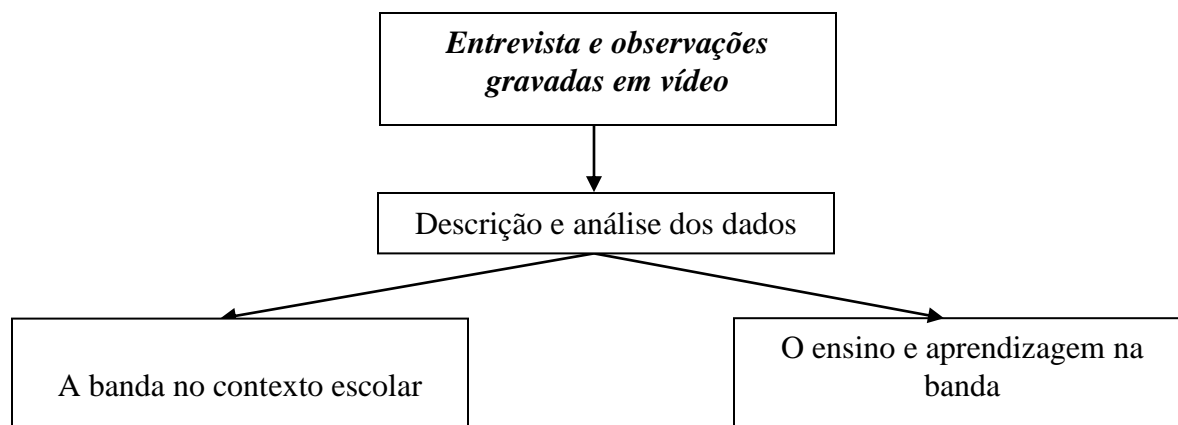 Entrevista e observações
gravadas em vídeo
Descrição e análise dos dados
A banda no contexto escolar
O ensino e aprendizagem na
banda